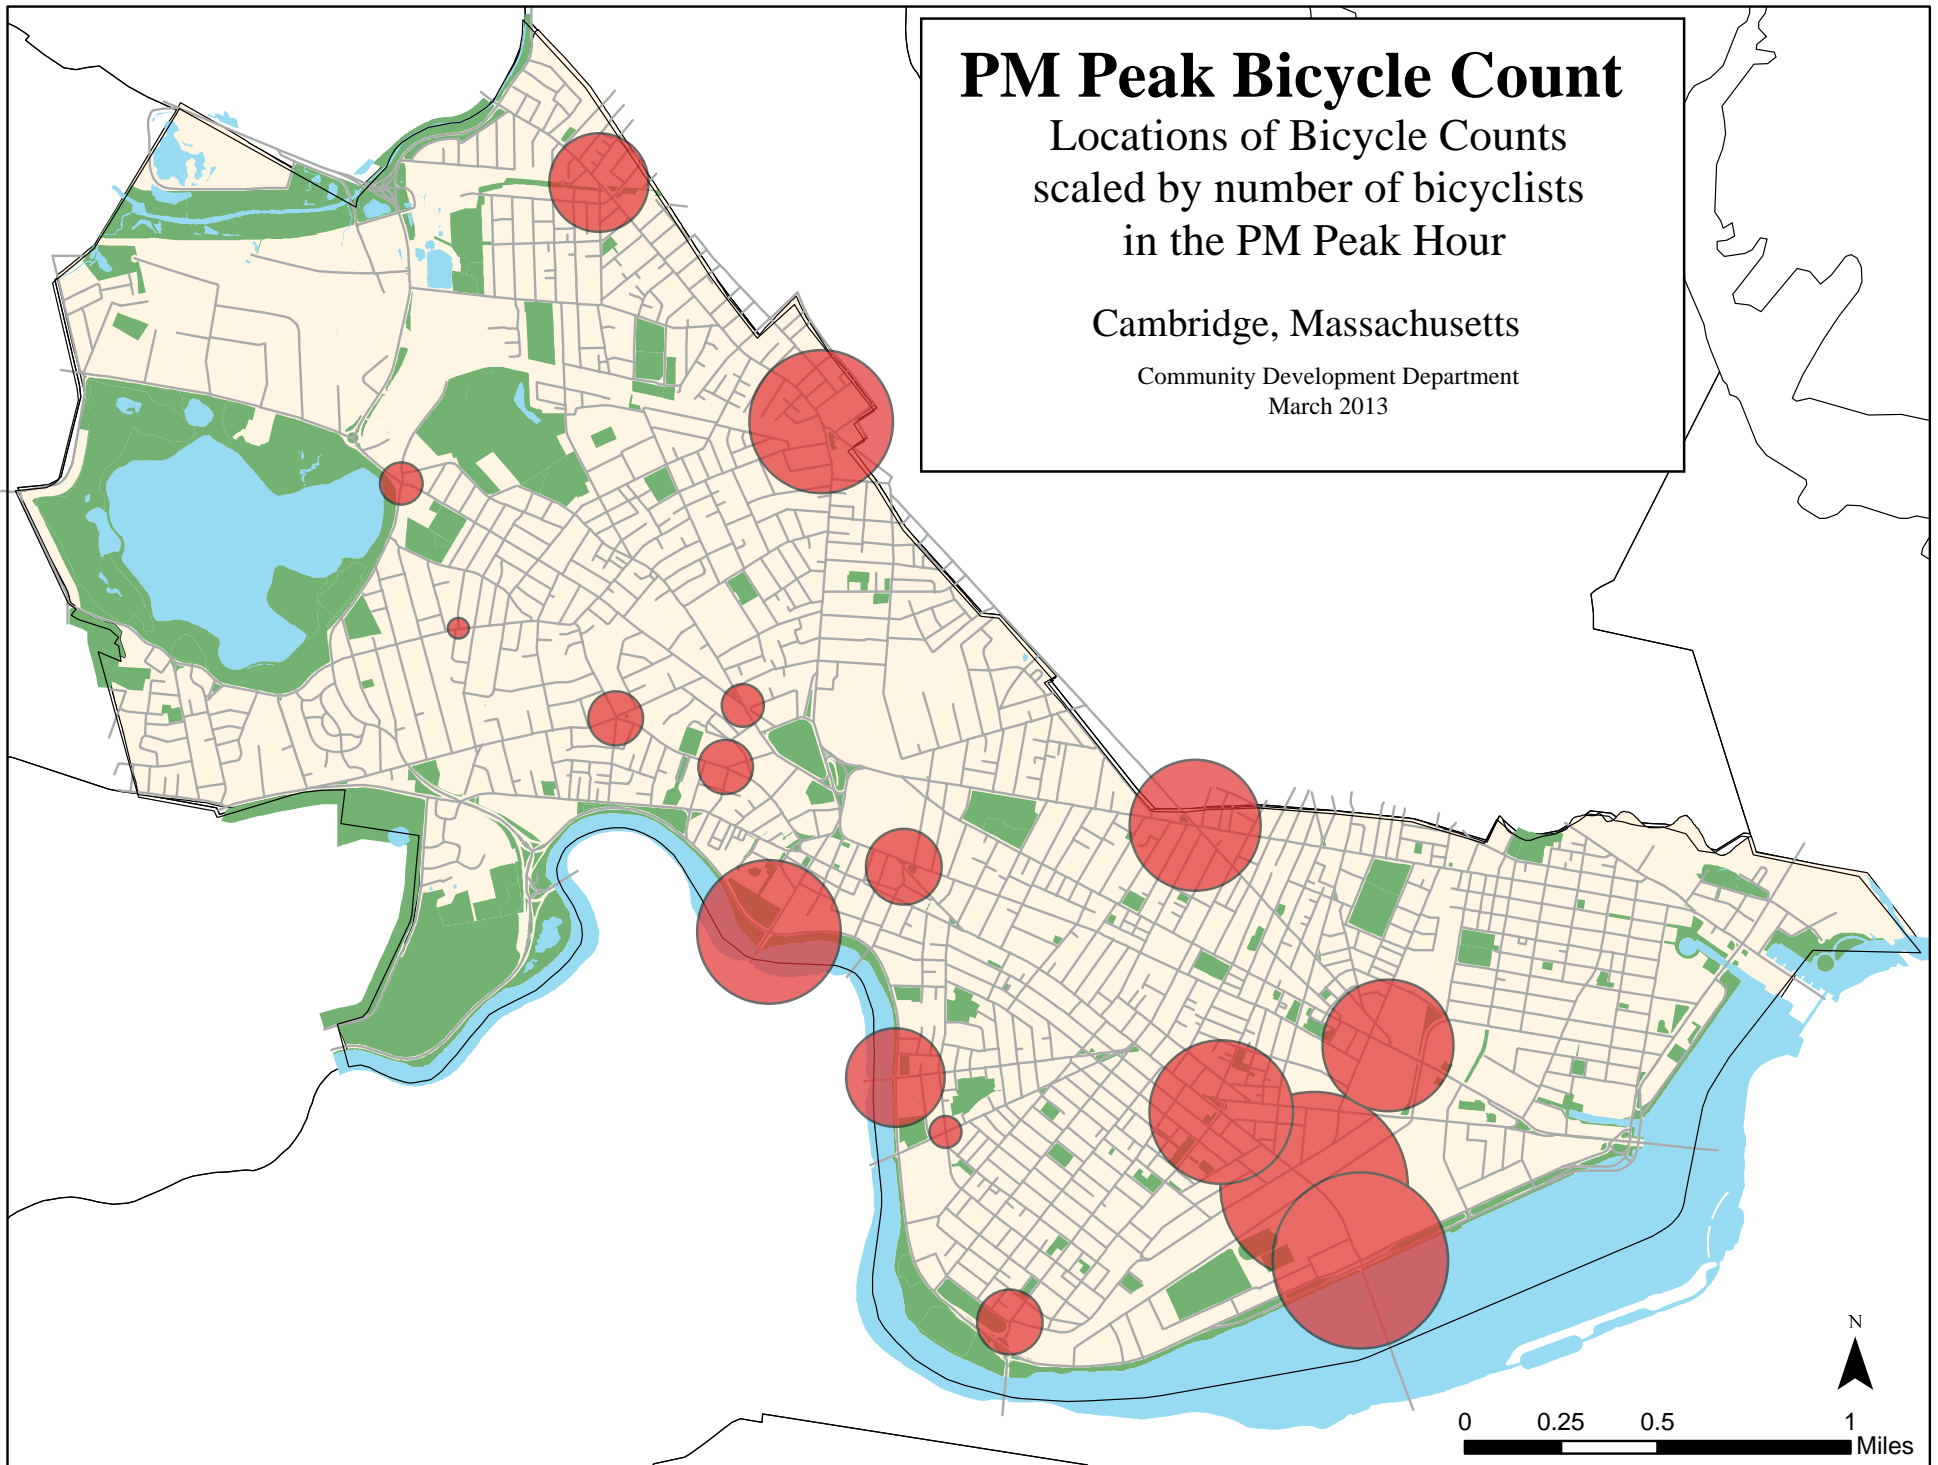 PM Peak Bicycle Count
Locations of Bicycle Counts
scaled by number of bicyclists
in the PM Peak Hour
Cambridge, Massachusetts
Community Development Department
March 2013
N
0 0.25 0.5 1
Miles